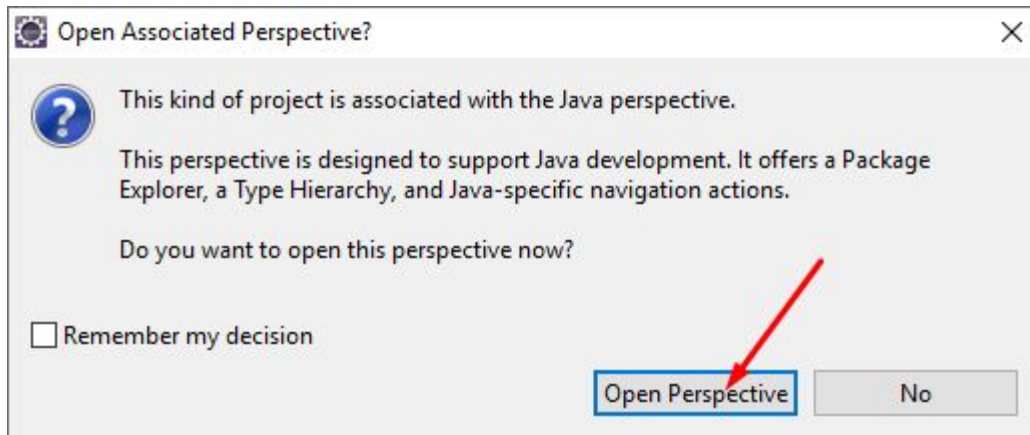 Open Associated Perspective?
This kind of project is associated with the Java perspective.
This perspective is designed to support Java development. It offers a Package
Explorer, a Type Hierarchy, and Java-specific navigation actions.
Do you want to open this perspective now?
Remember my decision
Open Perspective
No